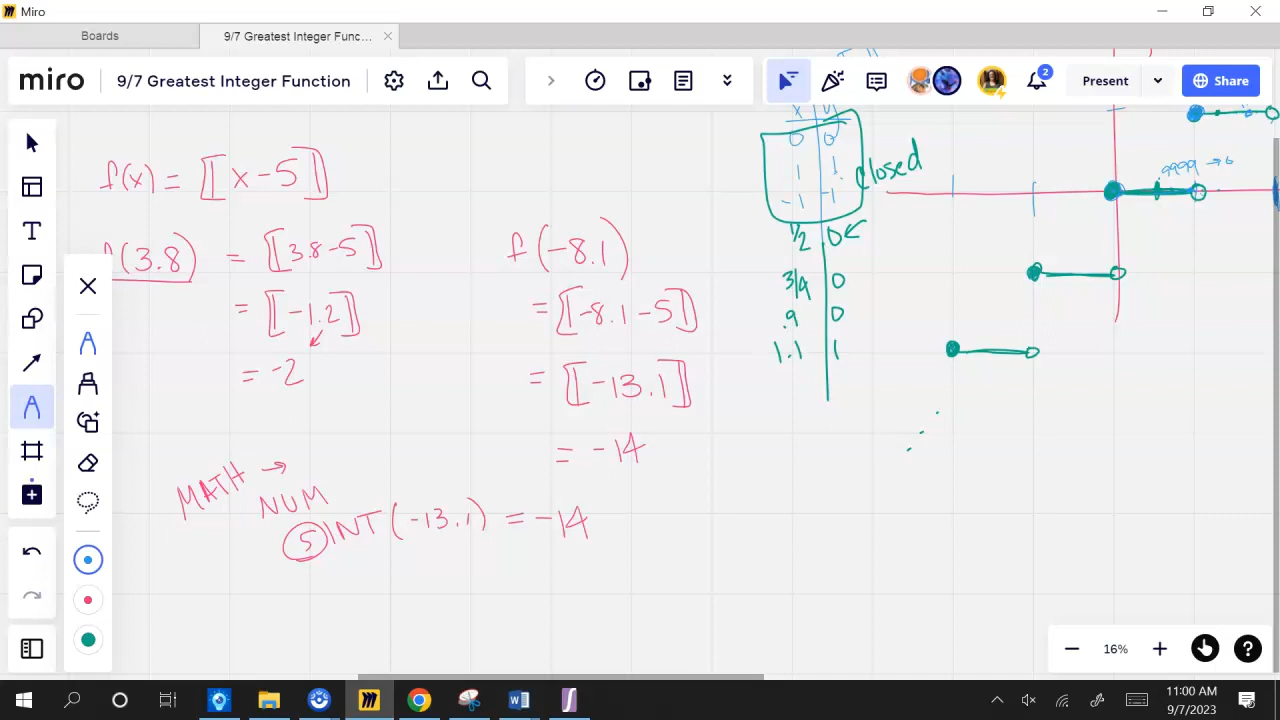 Miro
Boards
9/7 Greatest Integer Func...
miro
9/7 Greatest Integer Function
2
Present
Share
f(x) = [[x-5]]
f(3.8) = [[3.8-5]]
= [[-1.2]]
= -2
f(-8.1)
= [[-8.1-5]]
= [[-13.1]]
= -14
MATH →
NUM
5 INT(-13.1) = -14
x y
0 0
1 1
-1 -1
closed
1/2 0
3/4 0
.9 0
1.1 1
.9999 →
16%
11:00 AM
9/7/2023